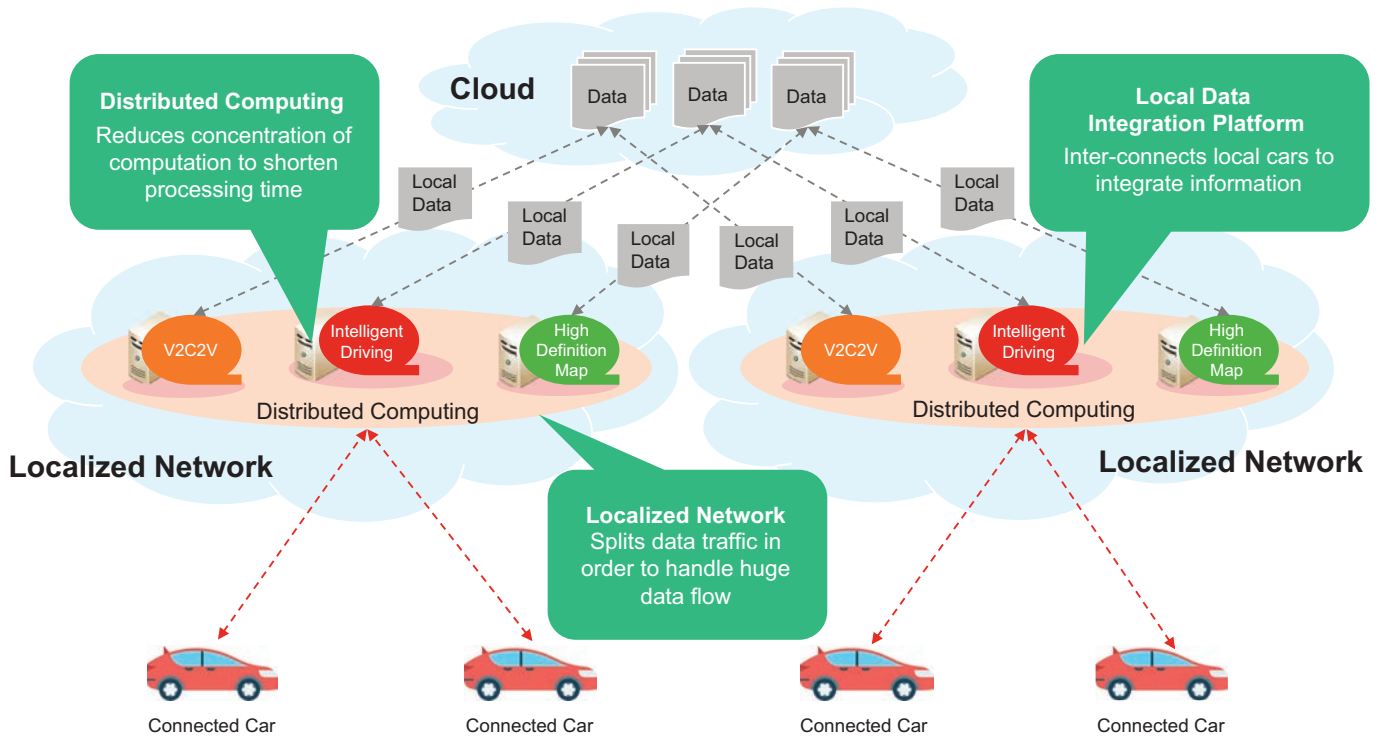 Cloud
Data
Data
Data
Distributed Computing
Reduces concentration of
computation to shorten
processing time
Local Data
Integration Platform
Inter-connects local cars to
integrate information
Local
Data
Local
Data
Local
Data
Local
Data
Local
Data
Local
Data
V2C2V
Intelligent
Driving
High
Definition
Map
Distributed Computing
V2C2V
Intelligent
Driving
High
Definition
Map
Distributed Computing
Localized Network
Localized Network
Localized Network
Splits data traffic in
order to handle huge
data flow
Connected Car
Connected Car
Connected Car
Connected Car